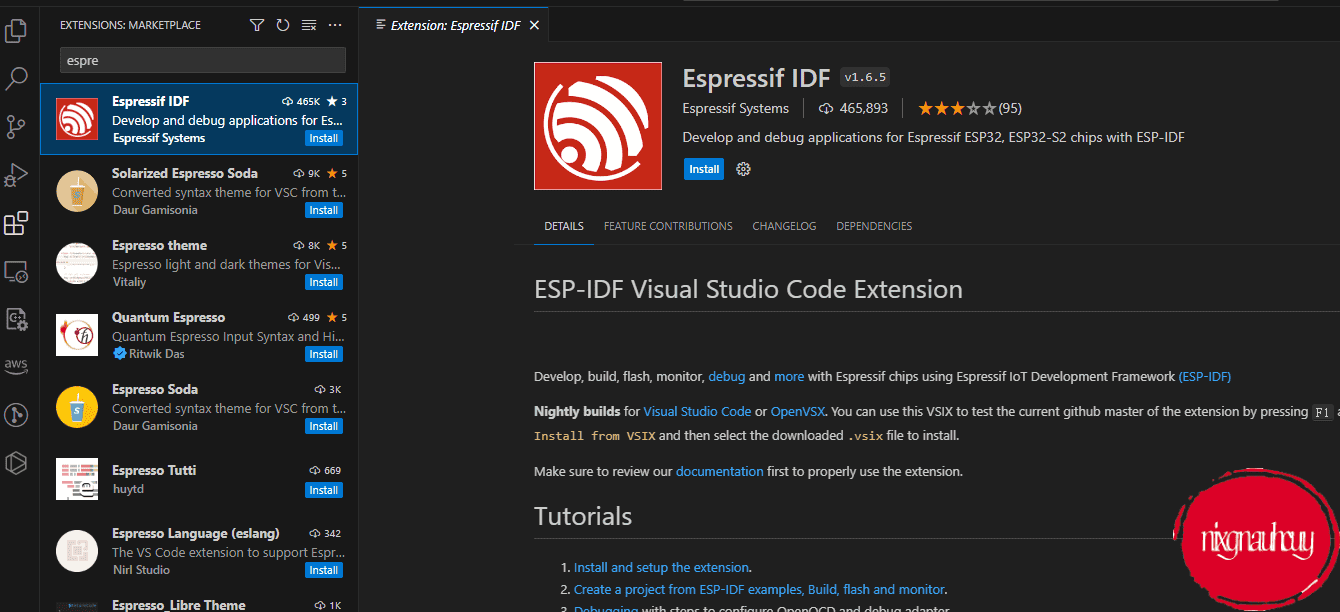 EXTENSIONS: MARKETPLACE
espre
Espressif IDF
465K ★ 3
Develop and debug applications for Es...
Espressif Systems
Install
Solarized Espresso Soda
9K ★ 5
Converted syntax theme for VSC from t...
Daur Gamisonia
Install
Espresso theme
8K ★ 5
Espresso light and dark themes for Vis...
Vitaliy
Install
Quantum Espresso
499 ★ 5
Quantum Espresso Input Syntax and Hi...
Ritwik Das
Install
Espresso Soda
3K
Converted syntax theme for VSC from t...
Daur Gamisonia
Install
Espresso Tutti
669
huytd
Install
Espresso Language (eslang)
342
The VS Code extension to support Espr...
Nirl Studio
Install
Espresso_Libre Theme
1K
aws
Extension: Espressif IDF
Espressif IDF v1.6.5
Espressif Systems 465,893 ★★★☆☆(95)
Develop and debug applications for Espressif ESP32, ESP32-S2 chips with ESP-IDF
Install
DETAILS FEATURE CONTRIBUTIONS CHANGELOG DEPENDENCIES
ESP-IDF Visual Studio Code Extension
Develop, build, flash, monitor, debug and more with Espressif chips using Espressif IoT Development Framework (ESP-IDF)
Nightly builds for Visual Studio Code or OpenVSX. You can use this VSIX to test the current github master of the extension by pressing F1
Install from VSIX and then select the downloaded .vsix file to install.
Make sure to review our documentation first to properly use the extension.
Tutorials
1. Install and setup the extension.
2. Create a project from ESP-IDF examples, Build, flash and monitor.
3. Debugging with steps to configure OpenOCD and debug adapter